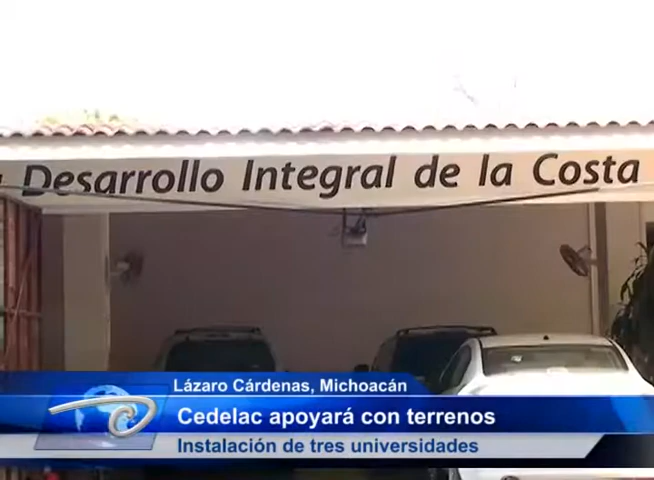 Desarrollo Integral de la Costa
Lázaro Cárdenas, Michoacán
Cedelac apoyará con terrenos
Instalación de tres universidades